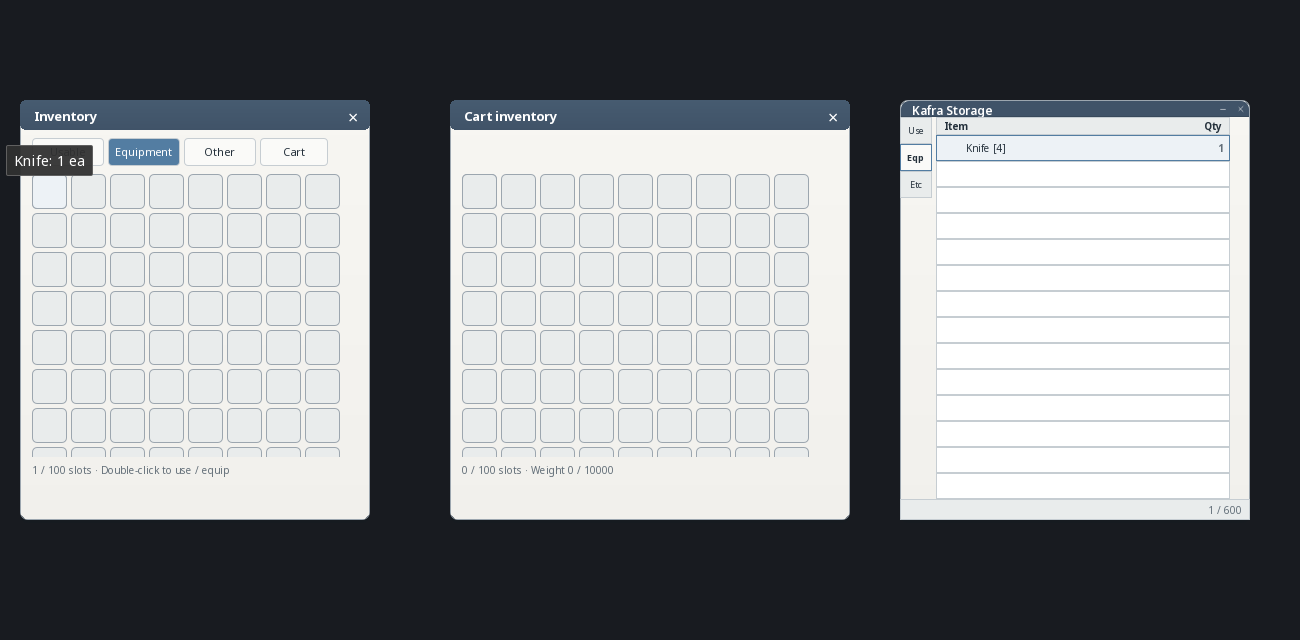 Inventory
×
Equipment
Other
Cart
Knife: 1 ea
1 / 100 slots · Double-click to use / equip
Cart inventory
×
0 / 100 slots · Weight 0 / 10000
Kafra Storage
− ×
Use
Eqp
Etc
Item Qty
Knife [4] 1
1 / 600